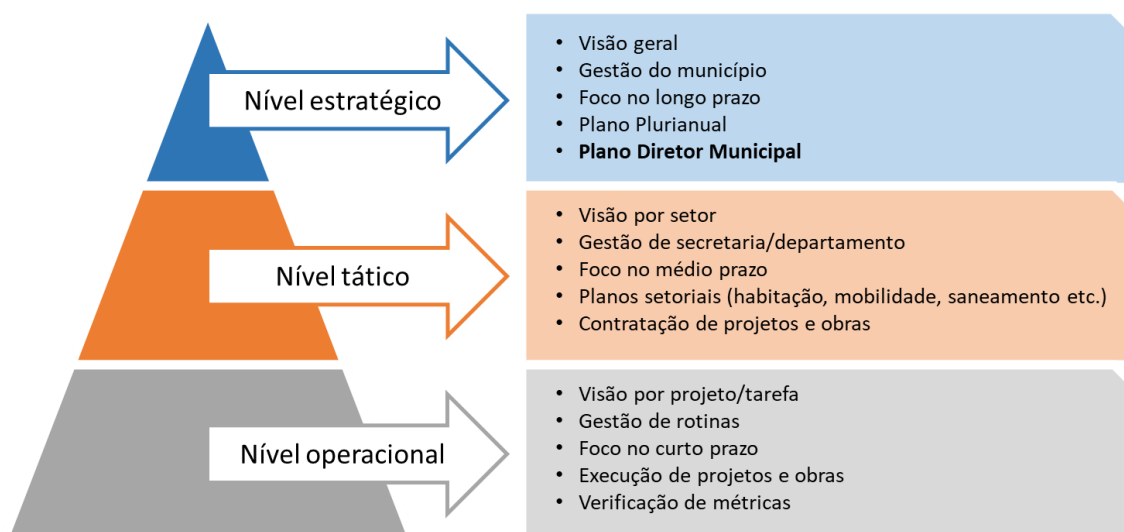 Nível estratégico
• Visão geral
• Gestão do município
• Foco no longo prazo
• Plano Plurianual
• Plano Diretor Municipal
Nível tático
• Visão por setor
• Gestão de secretaria/departamento
• Foco no médio prazo
• Planos setoriais (habitação, mobilidade, saneamento etc.)
• Contratação de projetos e obras
Nível operacional
• Visão por projeto/tarefa
• Gestão de rotinas
• Foco no curto prazo
• Execução de projetos e obras
• Verificação de métricas